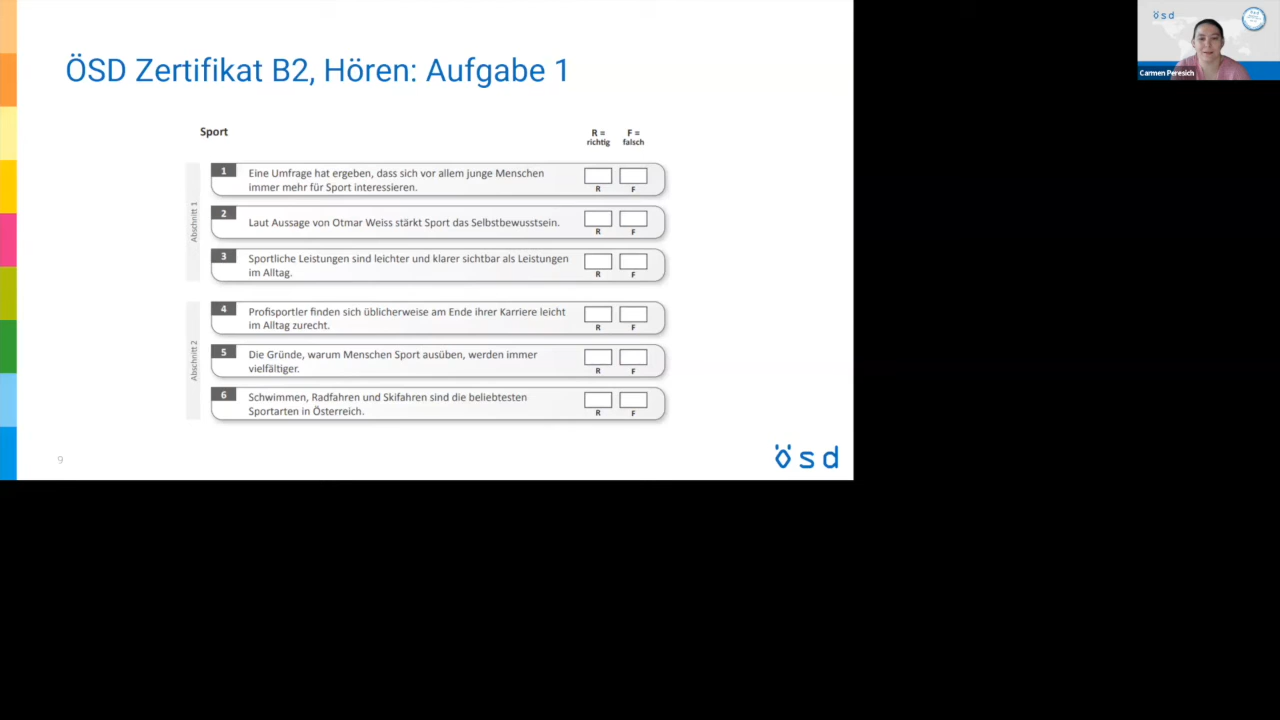 ÖSD Zertifikat B2, Hören: Aufgabe 1
Sport
R =
richtig
F =
falsch
Abschnitt 1
1
Eine Umfrage hat ergeben, dass sich vor allem junge Menschen
immer mehr für Sport interessieren.
R F
2
Laut Aussage von Otmar Weiss stärkt Sport das Selbstbewusstsein.
R F
3
Sportliche Leistungen sind leichter und klarer sichtbar als Leistungen
im Alltag.
R F
Abschnitt 2
4
Profisportler finden sich üblicherweise am Ende ihrer Karriere leicht
im Alltag zurecht.
R F
5
Die Gründe, warum Menschen Sport ausüben, werden immer
vielfältiger.
R F
6
Schwimmen, Radfahren und Skifahren sind die beliebtesten
Sportarten in Österreich.
R F
9
ösd
ösd
Carmen Peresich